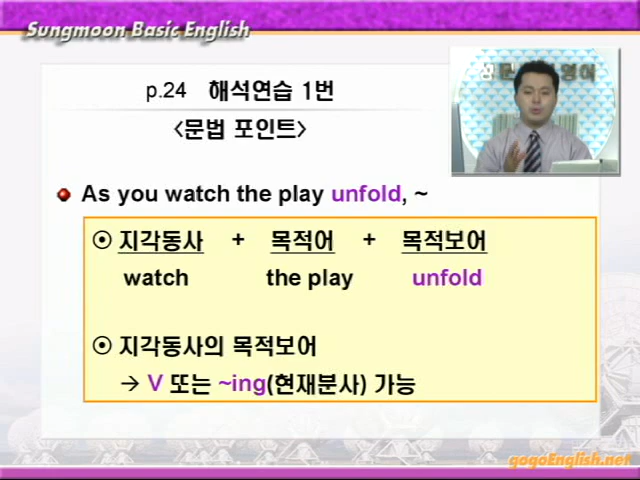 Sungmoon Basic English
p.24 해석연습 1번
<문법 포인트>
As you watch the play unfold, ~
⊙ 지각동사 + 목적어 + 목적보어
watch the play unfold
⊙ 지각동사의 목적보어
→ V 또는 ~ing(현재분사) 가능
gogoEnglish.net